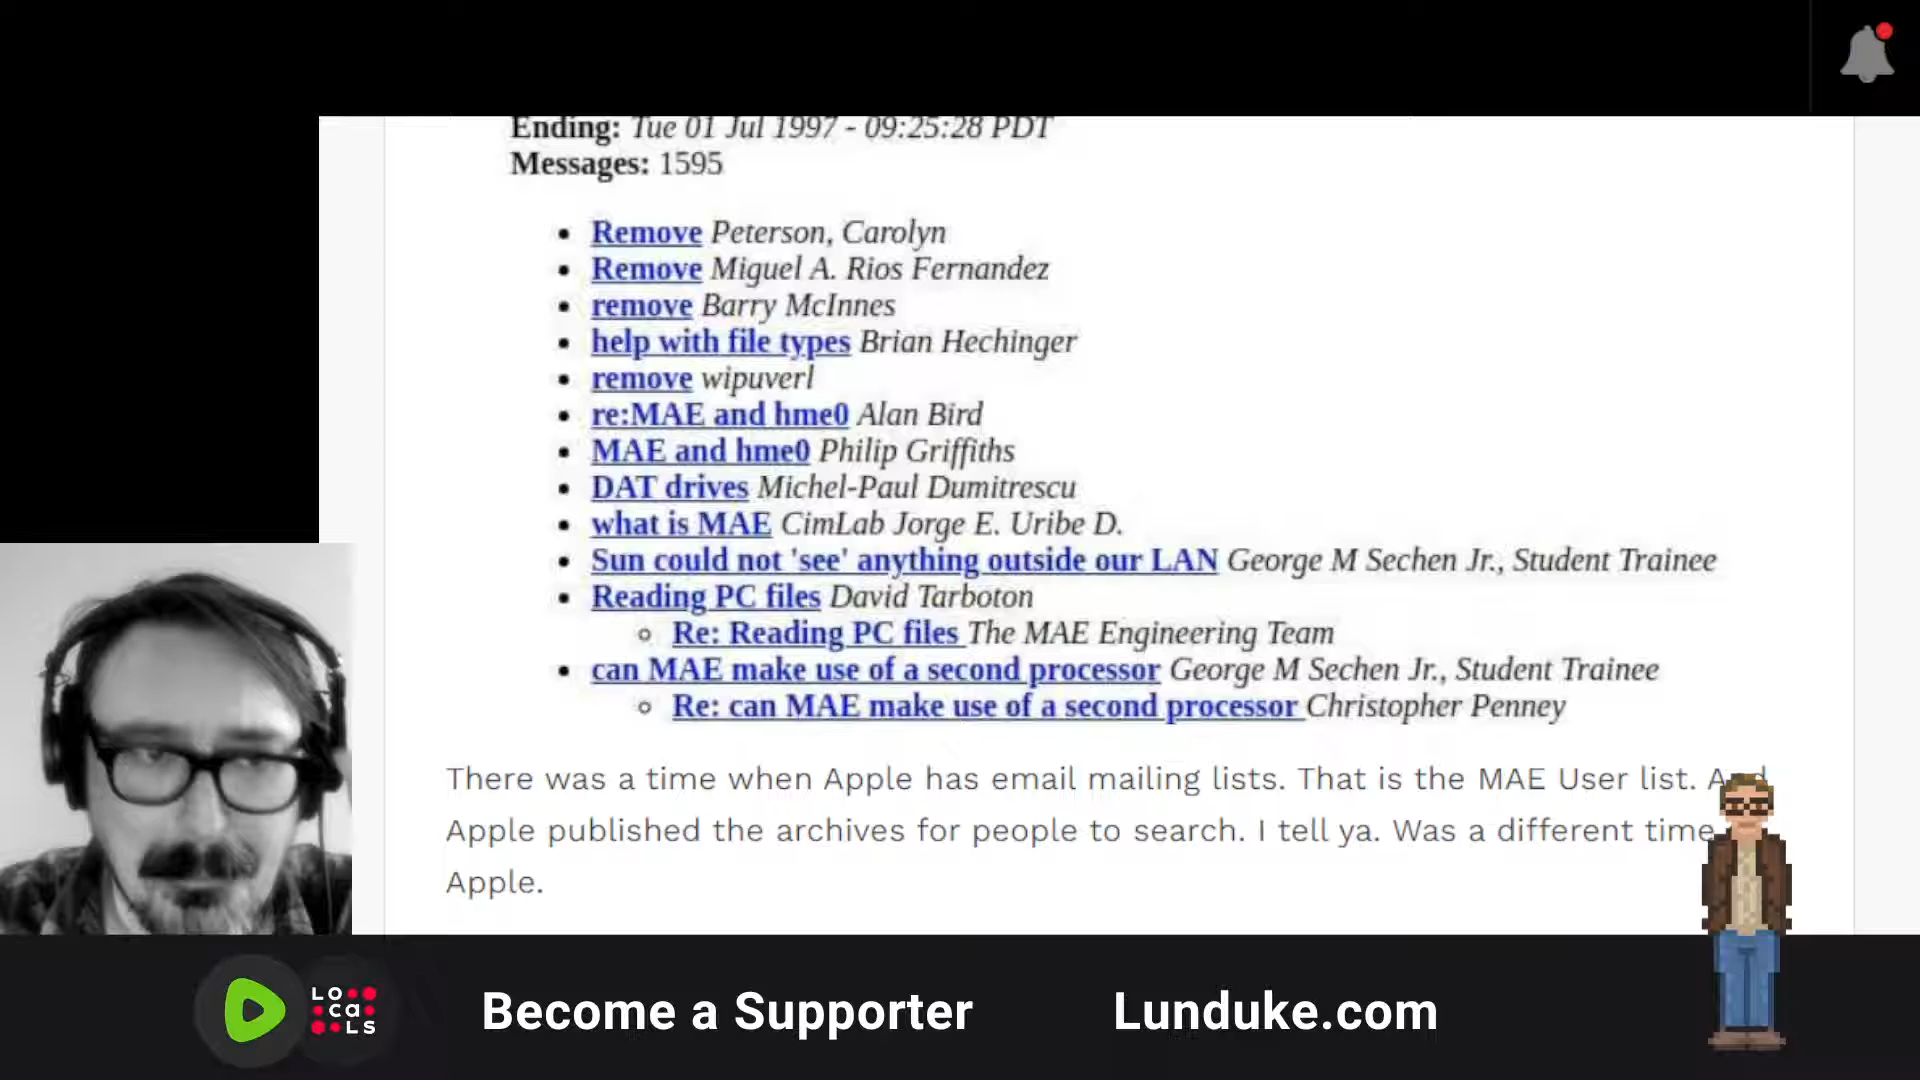 Ending: Tue 01 Jul 1997 - 09:25:28 PDT
Messages: 1595
Remove Peterson, Carolyn
Remove Miguel A. Rios Fernandez
remove Barry McInnes
help with file types Brian Hechinger
remove wipuverl
re:MAE and hme0 Alan Bird
MAE and hme0 Philip Griffiths
DAT drives Michel-Paul Dumitrescu
what is MAE CimLab Jorge E. Uribe D.
Sun could not 'see' anything outside our LAN George M Sechen Jr., Student Trainee
Reading PC files David Tarboton
Re: Reading PC files The MAE Engineering Team
can MAE make use of a second processor George M Sechen Jr., Student Trainee
Re: can MAE make use of a second processor Christopher Penney
There was a time when Apple has email mailing lists. That is the MAE User list. And
Apple published the archives for people to search. I tell ya. Was a different time
Apple.
LOcaLS
Become a Supporter
Lunduke.com